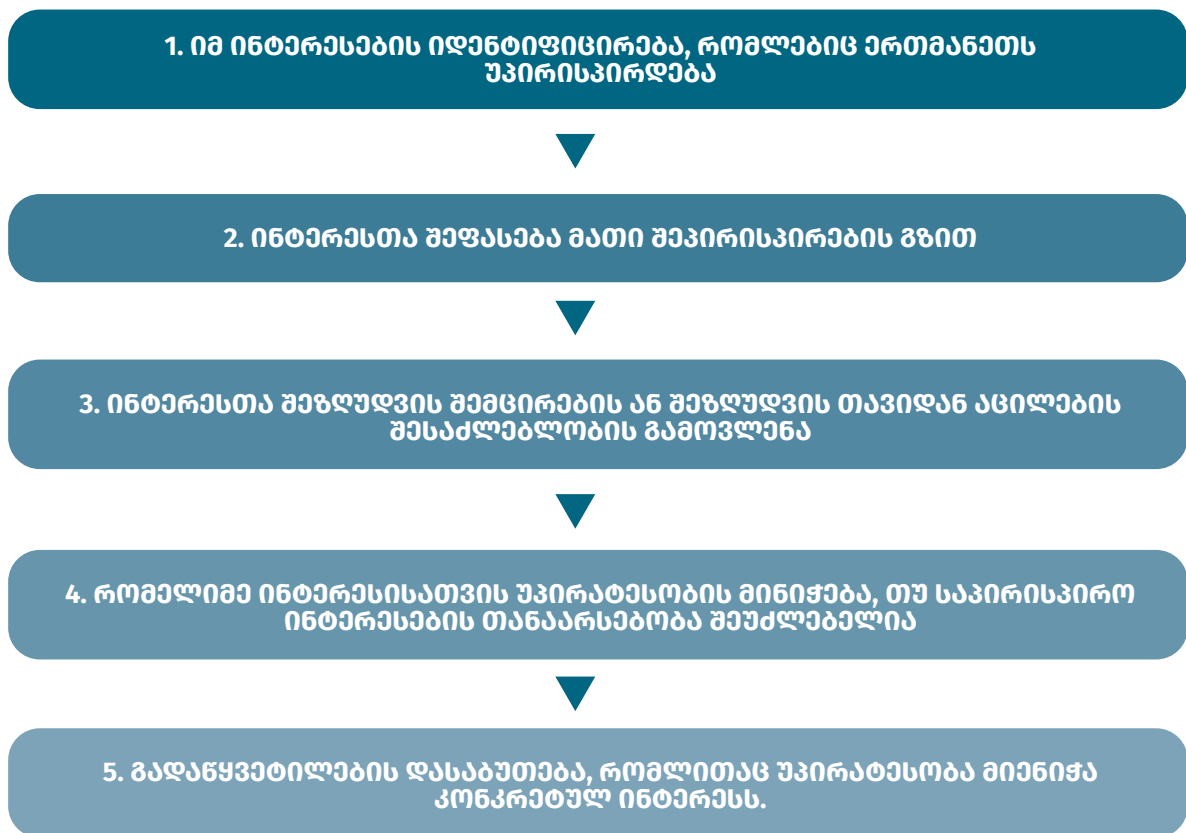 1. იმ ინტერესების იდენტიფიცირება, რომლებიც ერთმანეთს
უპირისპირდება
2. ინტერესთა შეფასება მათი შეპირისპირების გზით
3. ინტერესთა შეზღუდვის შემცირების ან შეზღუდვის თავიდან აცილების
შესაძლებლობის გამოვლენა
4. რომელიმე ინტერესისათვის უპირატესობის მინიჭება, თუ საპირისპირო
ინტერესების თანაარსებობა შეუძლებელია
5. გადაწყვეტილების დასაბუთება, რომლითაც უპირატესობა მიენიჭა
კონკრეტულ ინტერესს.